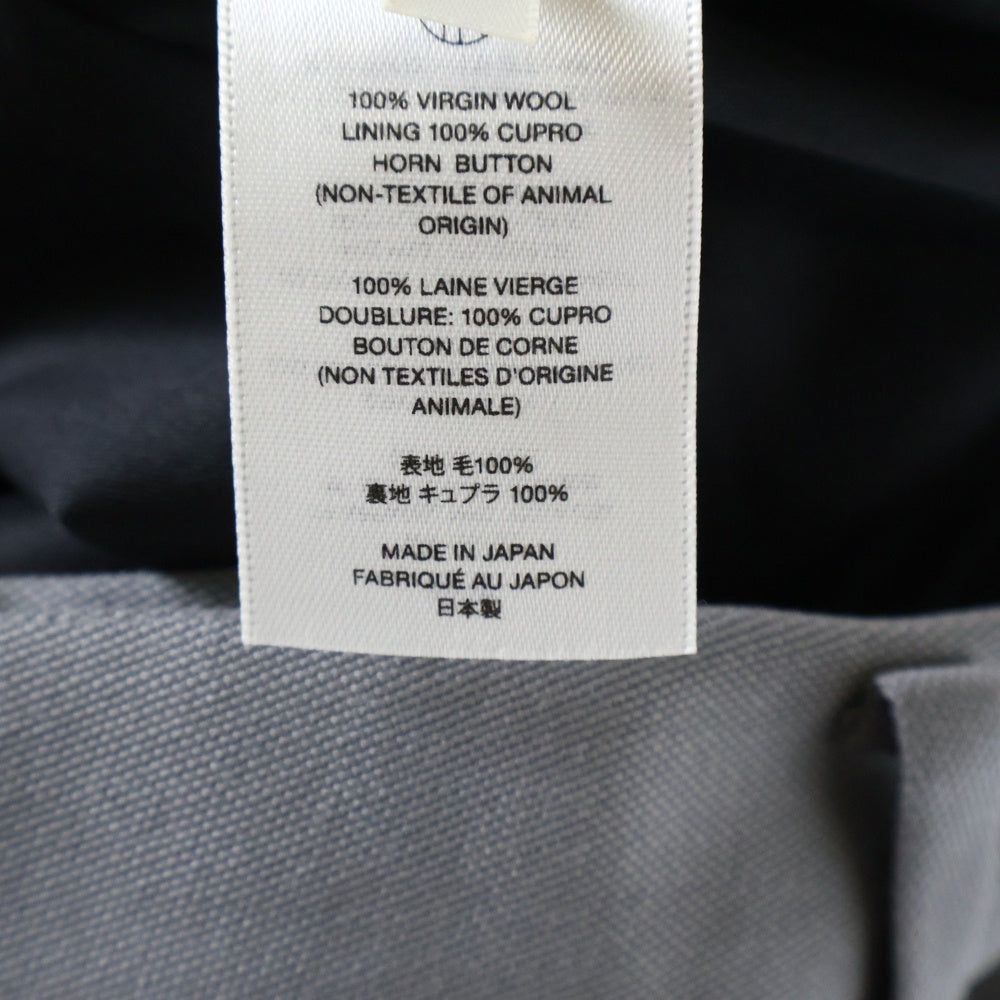 100% VIRGIN WOOL
LINING 100% CUPRO
HORN BUTTON
(NON-TEXTILE OF ANIMAL
ORIGIN)
100% LAINE VIERGE
DOUBLURE: 100% CUPRO
BOUTON DE CORNE
(NON TEXTILES D'ORIGINE
ANIMALE)
表地 毛100%
裏地 キュプラ 100%
MADE IN JAPAN
FABRIQUÉ AU JAPON
日本製